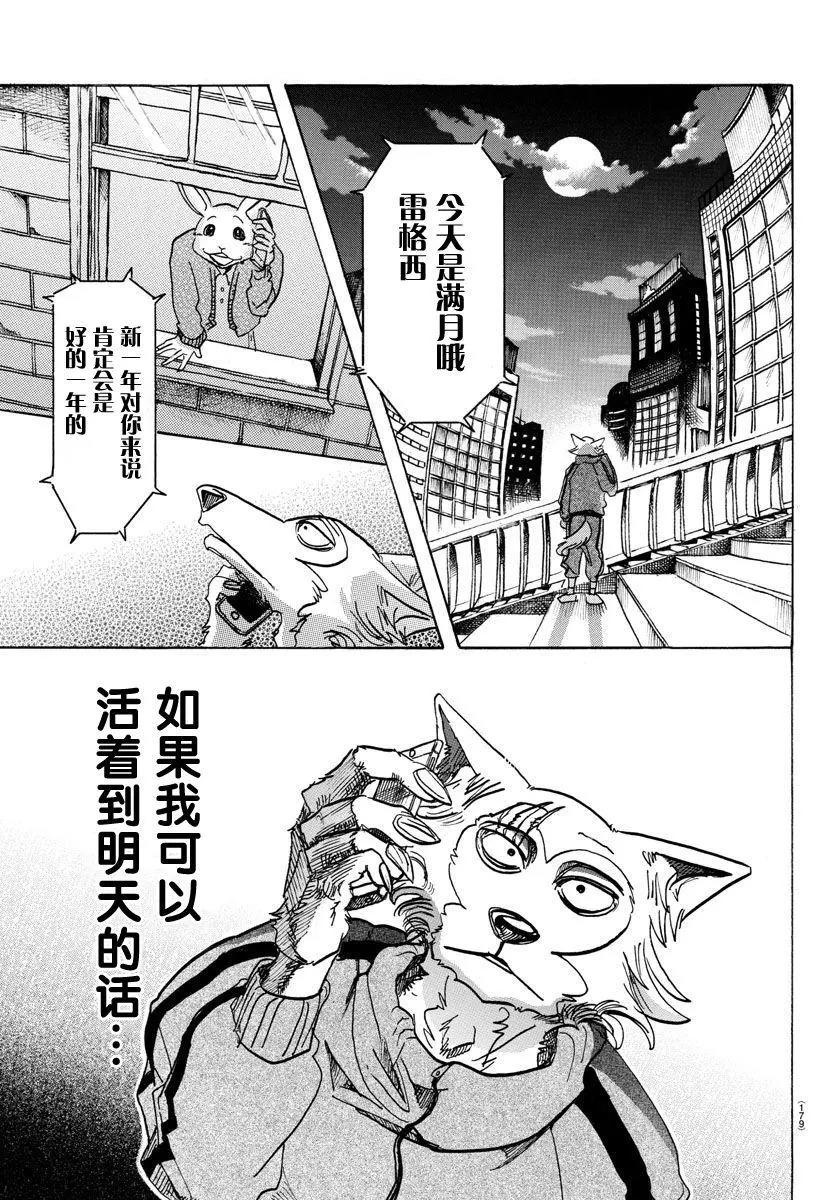 今天是满月哦
雷格西
新一年对你来说
肯定会是
好的一年的
如果我可以
活着到明天的话…
(179)